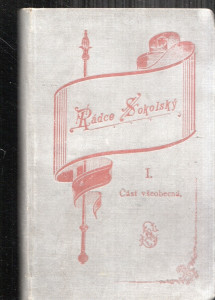 Rádce Sokolský
I.
Část všeobecná.